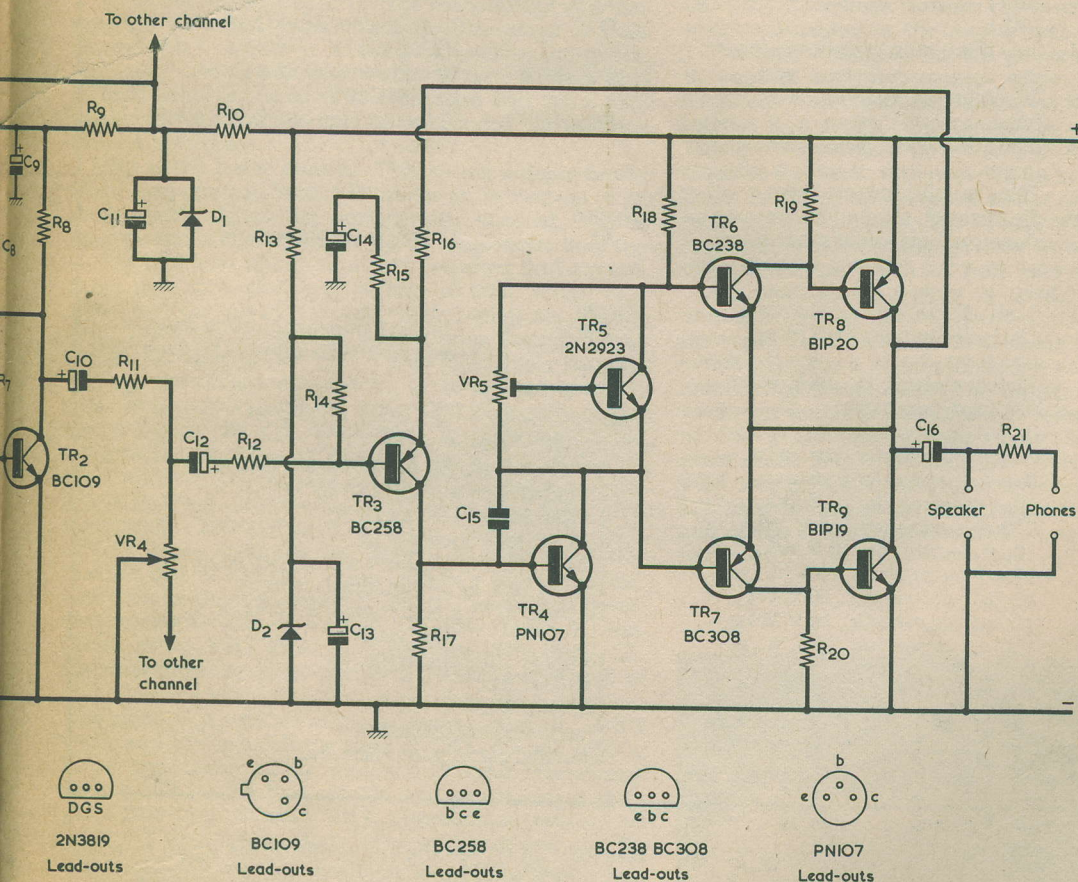 To other channel
R9
R10
+
+
C9
R8
C8
C11
+
D1
R13
+
C14
R15
R16
R18
TR6
BC238
R19
TR8
BIP20
TR5
2N2923
VR5
R7
C10
+
R11
R14
C12
+
R12
TR2
BC109
TR3
BC258
C15
C16
+
R21
Speaker
Phones
TR9
BIP19
VR4
TR4
PN107
TR7
BC308
D2
+
C13
R17
R20
To other
channel
–
e b
c
b
e c
D G S
b c e
e b c
2N3819
Lead-outs
BC109
Lead-outs
BC258
Lead-outs
BC238 BC308
Lead-outs
PN107
Lead-outs